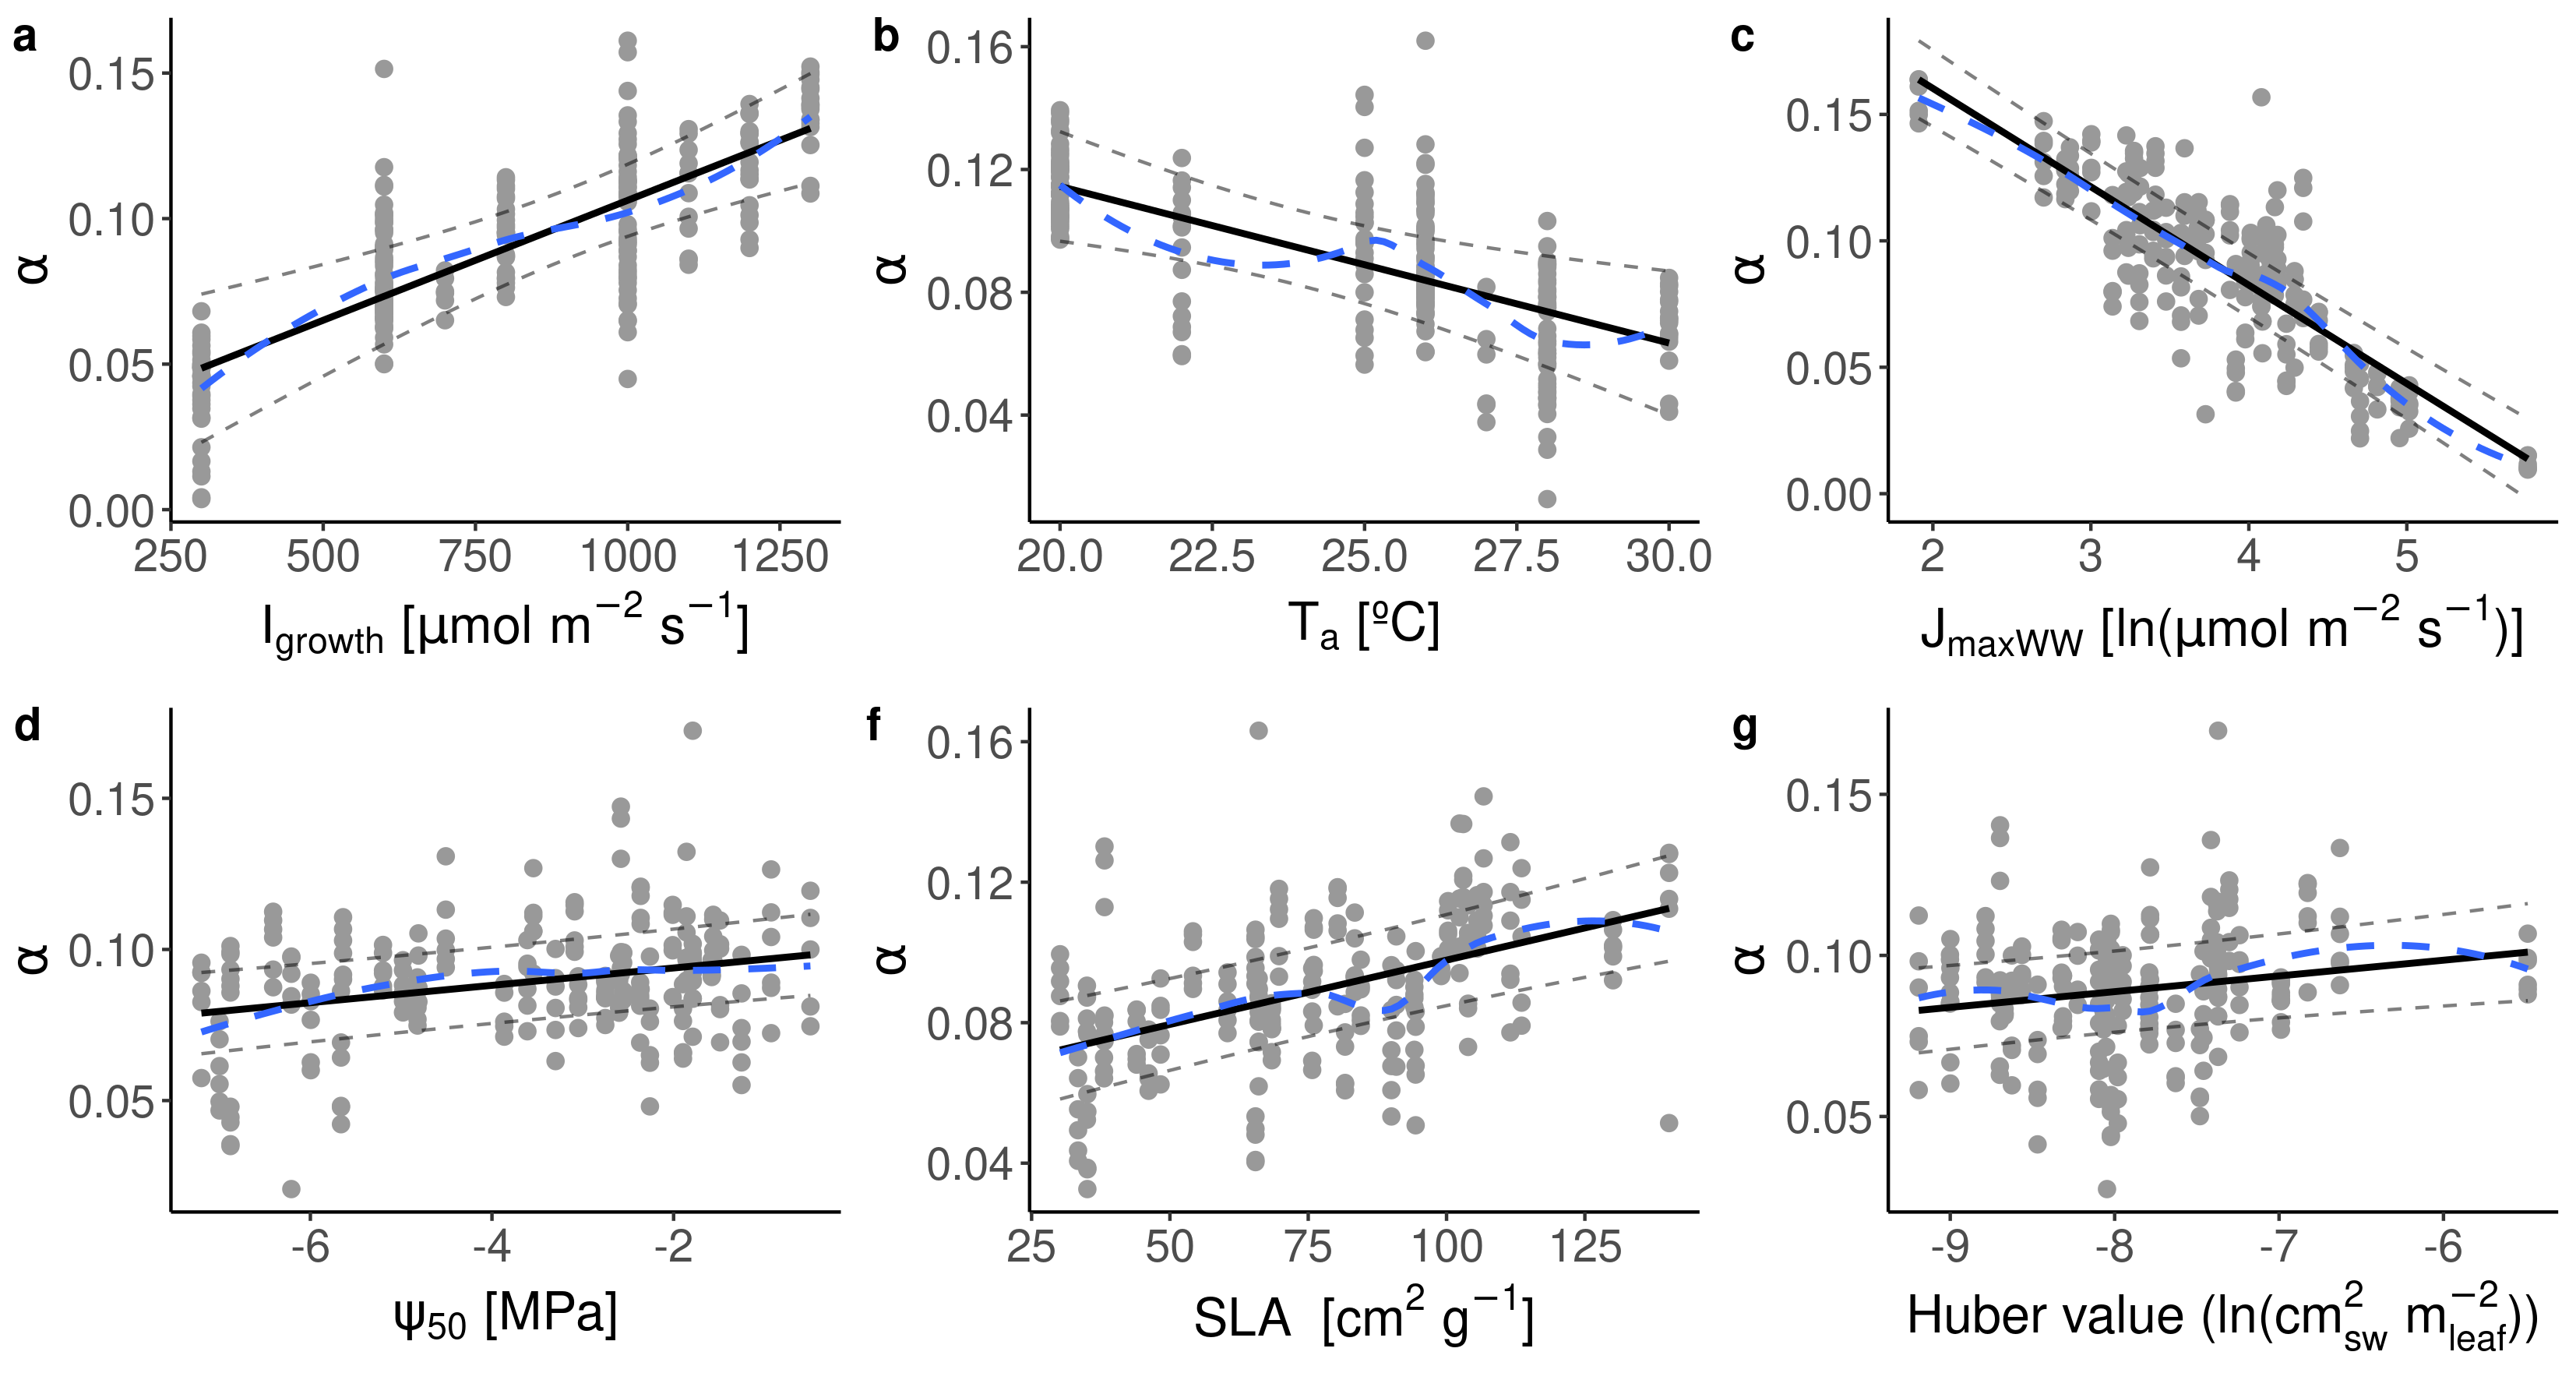 a
0.15
0.10
0.05
0.00
α
250 500 750 1000 1250
I_growth [μmol m⁻² s⁻¹]
b
0.16
0.12
0.08
0.04
α
20.0 22.5 25.0 27.5 30.0
T_a [ºC]
c
0.15
0.10
0.05
0.00
α
2 3 4 5
J_maxWW [ln(μmol m⁻² s⁻¹)]
d
0.15
0.10
0.05
α
-6 -4 -2
ψ₅₀ [MPa]
f
0.16
0.12
0.08
0.04
α
25 50 75 100 125
SLA [cm² g⁻¹]
g
0.15
0.10
0.05
α
-9 -8 -7 -6
Huber value (ln(cm²_sw m⁻²_leaf))